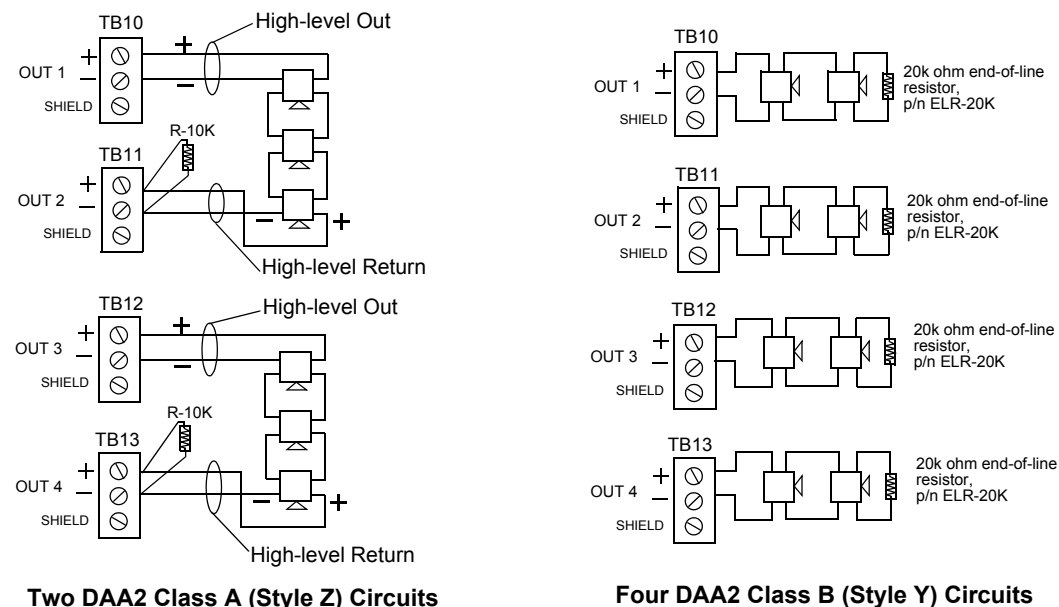 TB10
High-level Out
+
+
OUT 1
−
−
SHIELD
R-10K
TB11
+
OUT 2
−
−
+
SHIELD
High-level Return
TB12
High-level Out
+
+
OUT 3
−
−
SHIELD
R-10K
TB13
+
OUT 4
−
−
+
SHIELD
High-level Return
Two DAA2 Class A (Style Z) Circuits
TB10
+
OUT 1
−
SHIELD
20k ohm end-of-line
resistor,
p/n ELR-20K
TB11
+
OUT 2
−
SHIELD
20k ohm end-of-line
resistor,
p/n ELR-20K
TB12
+
OUT 3
−
SHIELD
20k ohm end-of-line
resistor,
p/n ELR-20K
TB13
+
OUT 4
−
SHIELD
20k ohm end-of-line
resistor,
p/n ELR-20K
Four DAA2 Class B (Style Y) Circuits